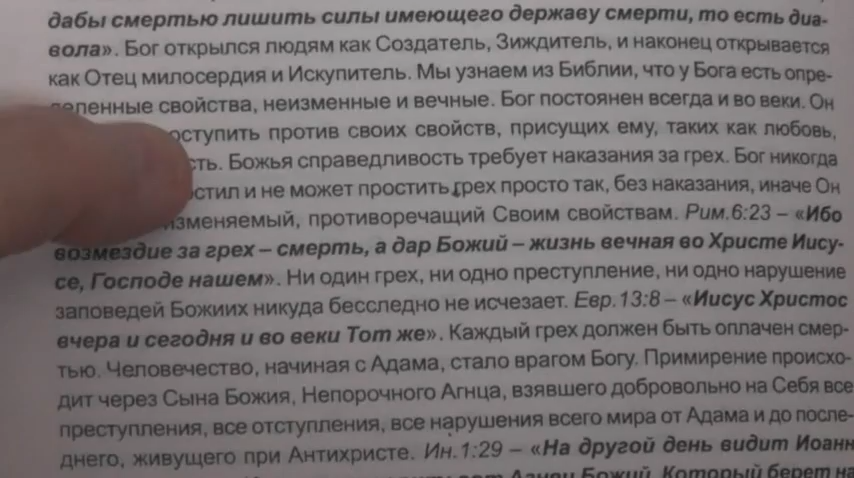 дабы смертью лишить силы имеющего державу смерти, то есть диа-
вола». Бог открылся людям как Создатель, Зиждитель, и наконец открывается
как Отец милосердия и Искупитель. Мы узнаем из Библии, что у Бога есть опре-
деленные свойства, неизменные и вечные. Бог постоянен всегда и во веки. Он
оступить против своих свойств, присущих ему, таких как любовь,
сть. Божья справедливость требует наказания за грех. Бог никогда
остил и не может простить грех просто так, без наказания, иначе Он
изменяемый, противоречащий Своим свойствам. Рим.6:23 – «Ибо
возмездие за грех – смерть, а дар Божий – жизнь вечная во Христе Иису-
се, Господе нашем». Ни один грех, ни одно преступление, ни одно нарушение
заповедей Божиих никуда бесследно не исчезает. Евр.13:8 – «Иисус Христос
вчера и сегодня и во веки Тот же». Каждый грех должен быть оплачен смер-
тью. Человечество, начиная с Адама, стало врагом Богу. Примирение происхо-
дит через Сына Божия, Непорочного Агнца, взявшего добровольно на Себя все
преступления, все отступления, все нарушения всего мира от Адама и до после-
днего, живущего при Антихристе. Ин.1:29 – «На другой день видит Иоанн
вот Агнец Божий, Который берет на